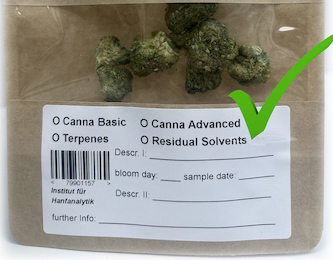 O Canna Basic O Canna Advanced
O Terpenes O Residual Solvents
Descr. I:
bloom day: ___ sample date:
< 79901157 >
Descr. II:
Institut für
Hanfanalytik
further Info: